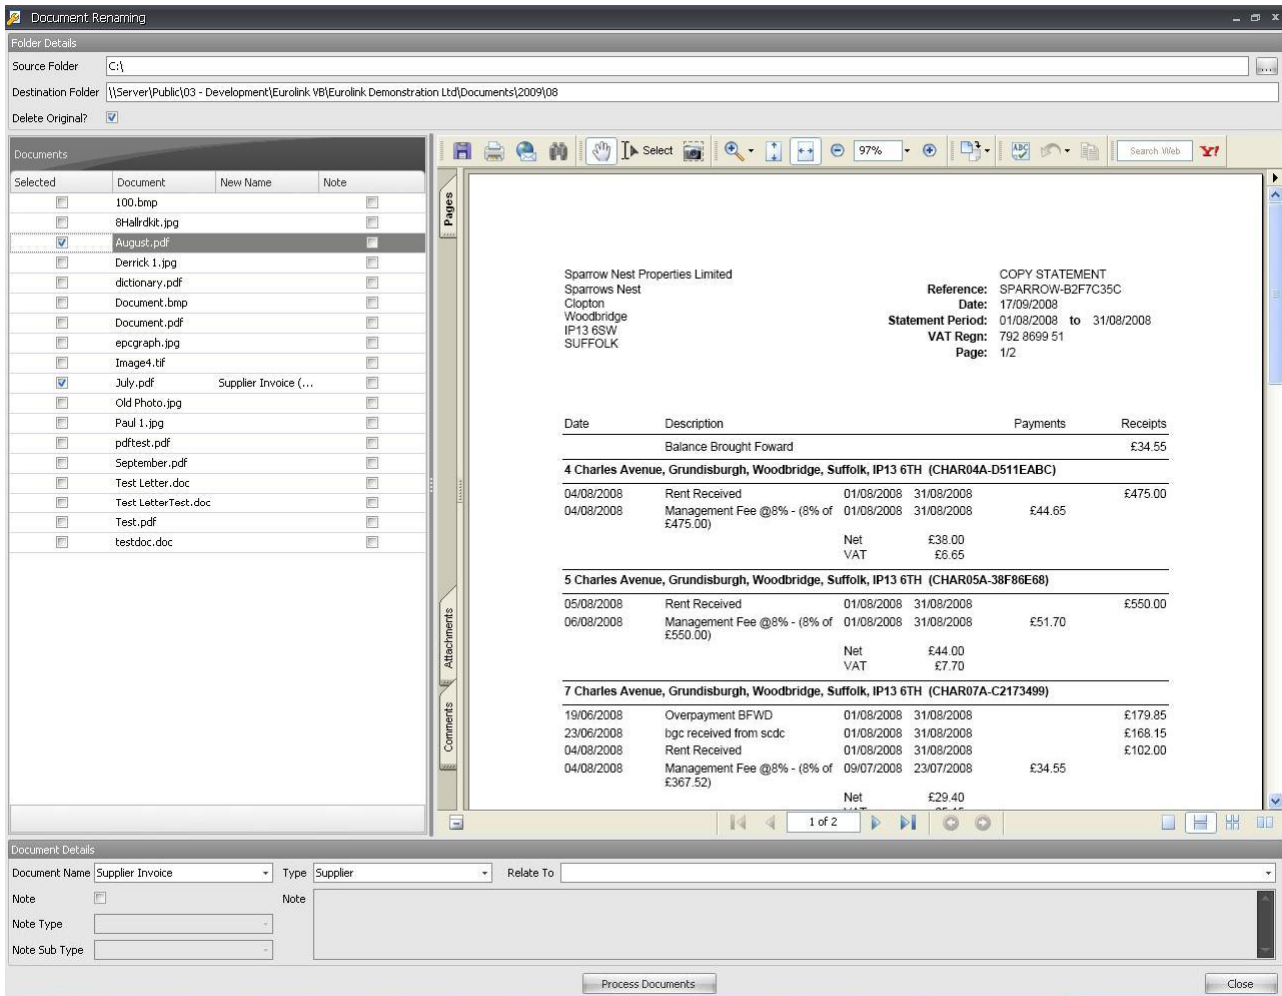 Document Renaming
Folder Details
Source Folder C:\ ...
Destination Folder \\Server\Public\03 - Development\Eurolink VB\Eurolink Demonstration Ltd\Documents\2009\08
Delete Original?
Documents
Selected Document New Name Note
100.bmp
8Hallrdkit.jpg
August.pdf
Derrick 1.jpg
dictionary.pdf
Document.bmp
Document.pdf
epcgraph.jpg
Image4.tif
July.pdf Supplier Invoice (...
Old Photo.jpg
Paul 1.jpg
pdftest.pdf
September.pdf
Test Letter.doc
Test LetterTest.doc
Test.pdf
testdoc.doc
Select 97% ABC Search Web Y!
Pages
Attachments
Comments
Sparrow Nest Properties Limited
Sparrows Nest
Clopton
Woodbridge
IP13 6SW
SUFFOLK
COPY STATEMENT
Reference: SPARROW-B2F7C35C
Date: 17/09/2008
Statement Period: 01/08/2008 to 31/08/2008
VAT Regn: 792 8699 51
Page: 1/2
Date Description Payments Receipts
Balance Brought Foward £34.55
4 Charles Avenue, Grundisburgh, Woodbridge, Suffolk, IP13 6TH (CHAR04A-D511EABC)
04/08/2008 Rent Received 01/08/2008 31/08/2008 £475.00
04/08/2008 Management Fee @8% - (8% of 01/08/2008 31/08/2008 £44.65
£475.00)
Net £38.00
VAT £6.65
5 Charles Avenue, Grundisburgh, Woodbridge, Suffolk, IP13 6TH (CHAR05A-38F86E68)
05/08/2008 Rent Received 01/08/2008 31/08/2008 £550.00
06/08/2008 Management Fee @8% - (8% of 01/08/2008 31/08/2008 £51.70
£550.00)
Net £44.00
VAT £7.70
7 Charles Avenue, Grundisburgh, Woodbridge, Suffolk, IP13 6TH (CHAR07A-C2173499)
19/06/2008 Overpayment BFWD 01/08/2008 31/08/2008 £179.85
23/06/2008 bgc received from scdc 01/08/2008 31/08/2008 £168.15
04/08/2008 Rent Received 01/08/2008 31/08/2008 £102.00
04/08/2008 Management Fee @8% - (8% of 09/07/2008 23/07/2008 £34.55
£367.52)
Net £29.40
1 of 2
Document Details
Document Name Supplier Invoice Type Supplier Relate To
Note Note
Note Type
Note Sub Type
Process Documents Close